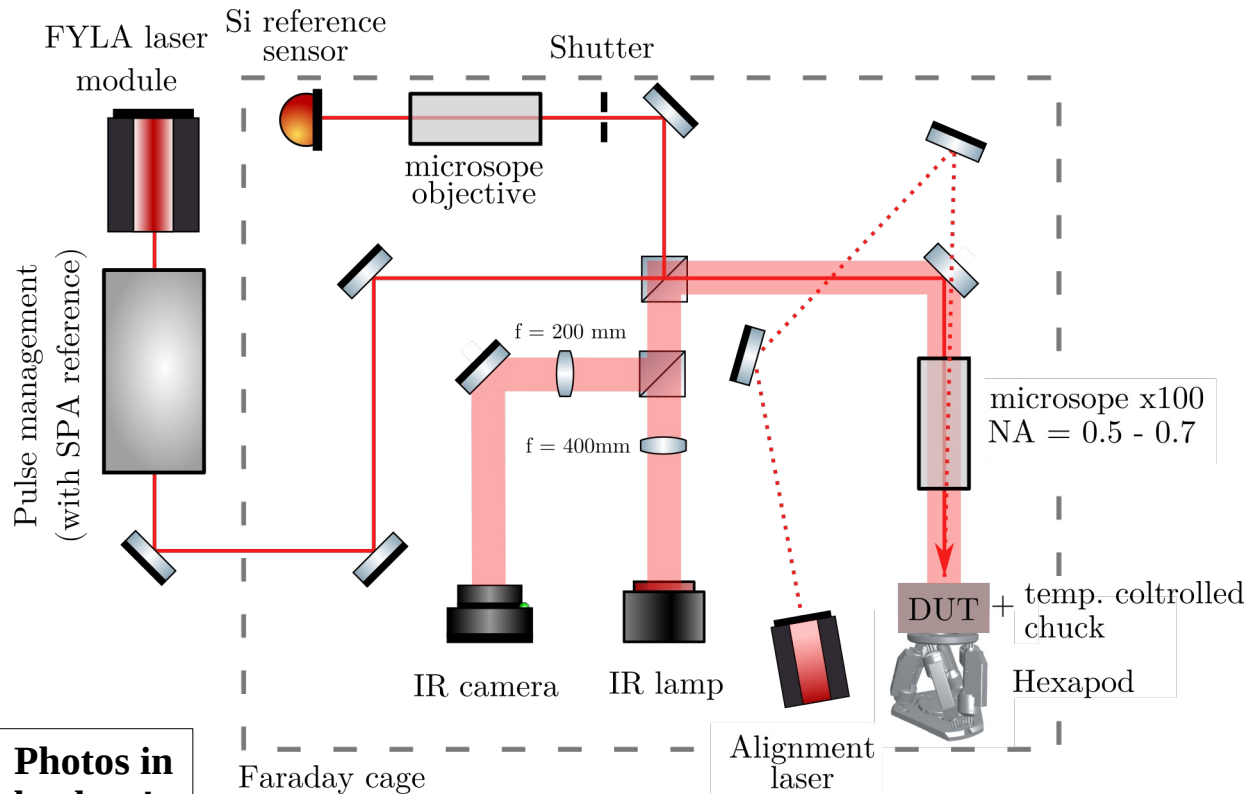 Si reference
sensor
FYLA laser
module
Shutter
microsope
objective
Pulse management
(with SPA reference)
f = 200 mm
f = 400mm
microsope x100
NA = 0.5 - 0.7
DUT + temp. coltrolled
chuck
Hexapod
IR camera
IR lamp
Alignment
laser
Faraday cage
Photos in